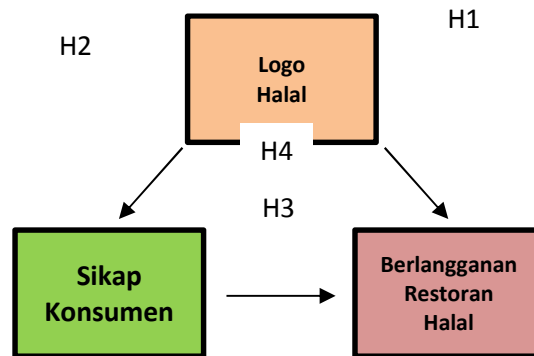 H1
H2
Logo
Halal
H4
H3
Sikap
Konsumen
Berlangganan
Restoran
Halal